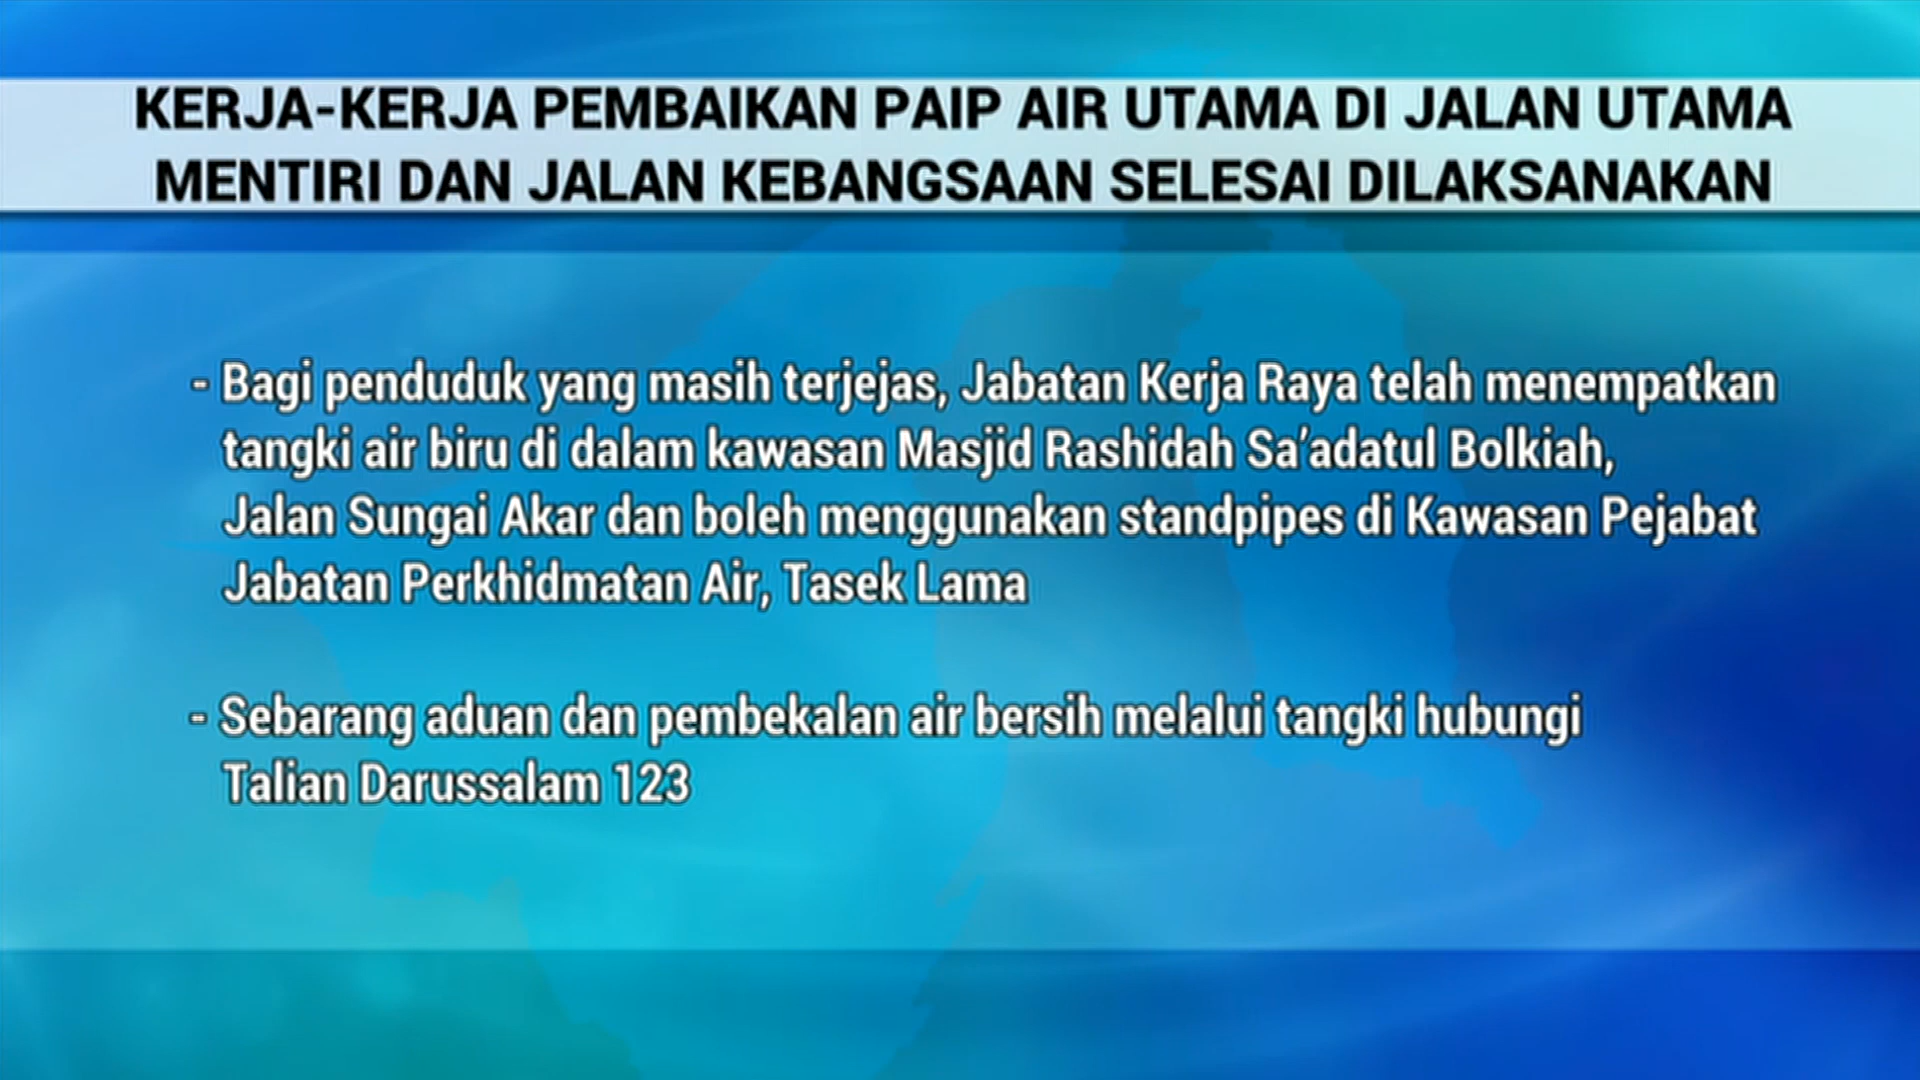 KERJA-KERJA PEMBAIKAN PAIP AIR UTAMA DI JALAN UTAMA
MENTIRI DAN JALAN KEBANGSAAN SELESAI DILAKSANAKAN
- Bagi penduduk yang masih terjejas, Jabatan Kerja Raya telah menempatkan
tangki air biru di dalam kawasan Masjid Rashidah Sa’adatul Bolkiah,
Jalan Sungai Akar dan boleh menggunakan standpipes di Kawasan Pejabat
Jabatan Perkhidmatan Air, Tasek Lama
- Sebarang aduan dan pembekalan air bersih melalui tangki hubungi
Talian Darussalam 123